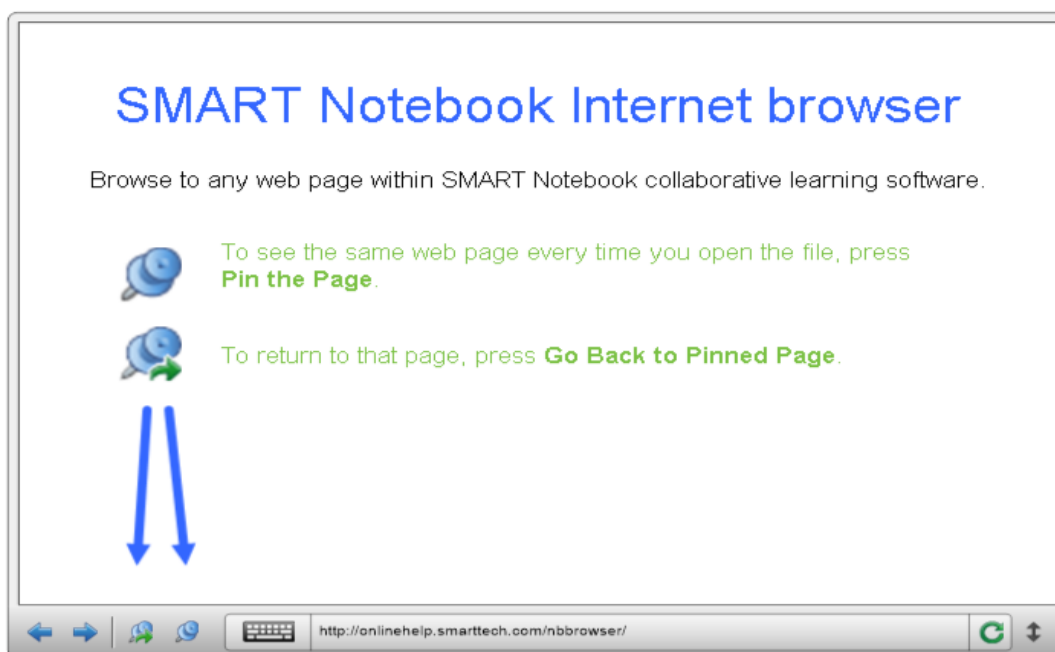 SMART Notebook Internet browser
Browse to any web page within SMART Notebook collaborative learning software.
To see the same web page every time you open the file, press
Pin the Page.
To return to that page, press Go Back to Pinned Page.
http://onlinehelp.smarttech.com/nbbrowser/